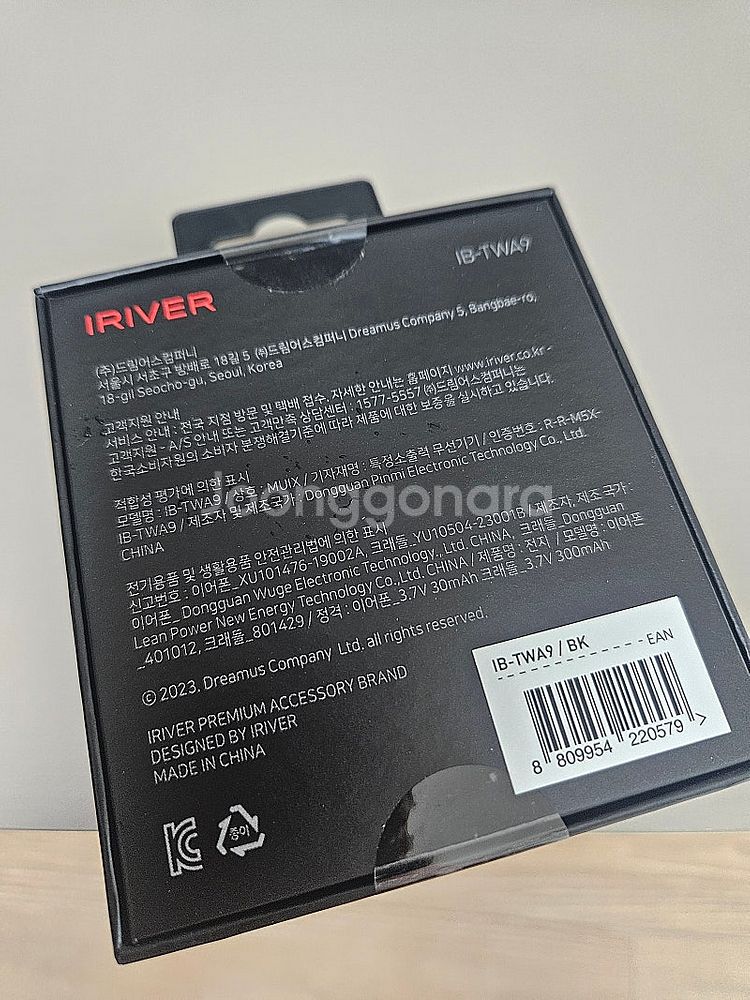 IB-TWA9
IRIVER
(주)드림어스컴퍼니
서울시 서초구 방배로 18길 5 ㈜드림어스컴퍼니 Dreamus Company 5, Bangbae-ro,
18-gil Seocho-gu, Seoul, Korea
고객지원 안내
서비스 안내 : 전국 지점 방문 및 택배 접수, 자세한 안내는 홈페이지 www.iriver.co.kr -
고객지원 - A/S 안내 또는 고객만족 상담센터 : 1577-5557 ㈜드림어스컴퍼니는
한국소비자원의 소비자 분쟁해결기준에 따라 제품에 대한 보증을 실시하고 있습니다.
적합성 평가에 의한 표시
모델명 : IB-TWA9 / 상호 : MUIX / 기자재명 : 특정소출력 무선기기 / 인증번호 : R-R-M5X-
IB-TWA9 / 제조자 및 제조국가 : Dongguan Pinmi Electronic Technology Co., Ltd.
CHINA
Joonggonara
전기용품 및 생활용품 안전관리법에 의한 표시
신고번호 : 이어폰_XU101476-19002A, 크래들_YU10504-23001B / 제조자, 제조국가 :
이어폰_ Dongguan Wuge Electronic Technology., Ltd. CHINA, 크래들_ Dongguan
Lean Power New Energy Technology Co., Ltd. CHINA / 제품명 : 전지 / 모델명 : 이어폰
_401012, 크래들_801429 / 정격 : 이어폰_3.7V 30mAh 크래들_3.7V 300mAh
© 2023. Dreamus Company Ltd. all rights reserved.
IRIVER PREMIUM ACCESSORY BRAND
DESIGNED BY IRIVER
MADE IN CHINA
종이
IB-TWA9 / BK
EAN
8 809954 220579 >